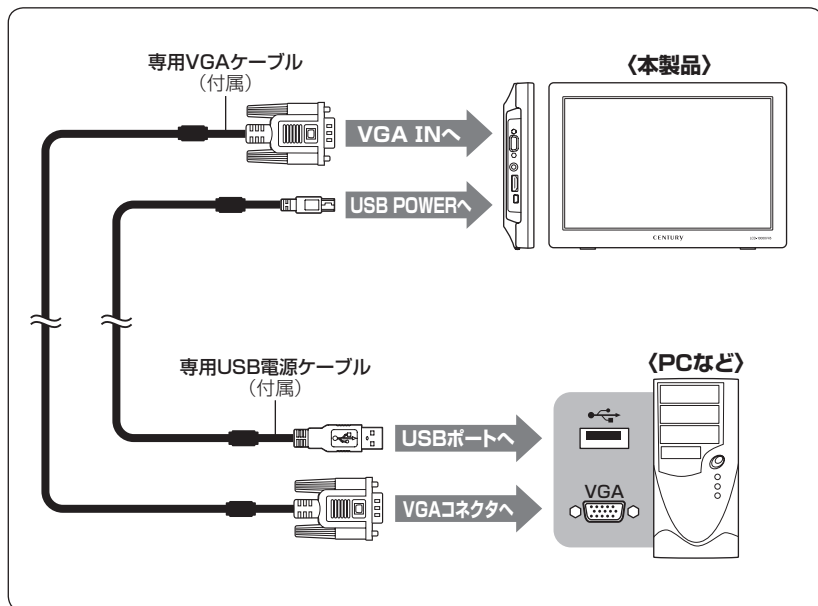 専用VGAケーブル
（付属）
〈本製品〉
VGA INへ
USB POWERへ
CENTURY
専用USB電源ケーブル
（付属）
〈PCなど〉
USBポートへ
VGAコネクタへ
VGA